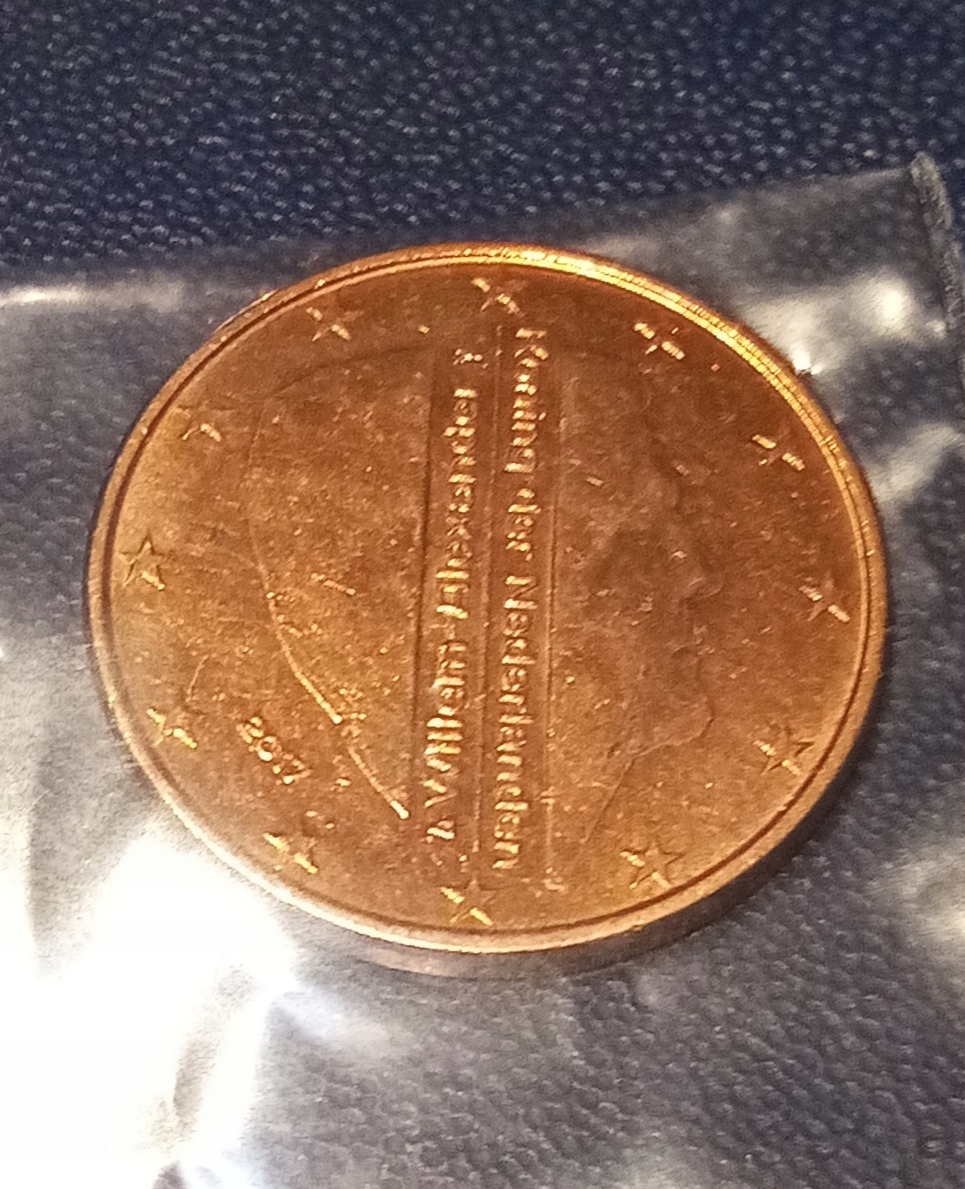 Willem-Alexander
Koning der Nederlanden
2017